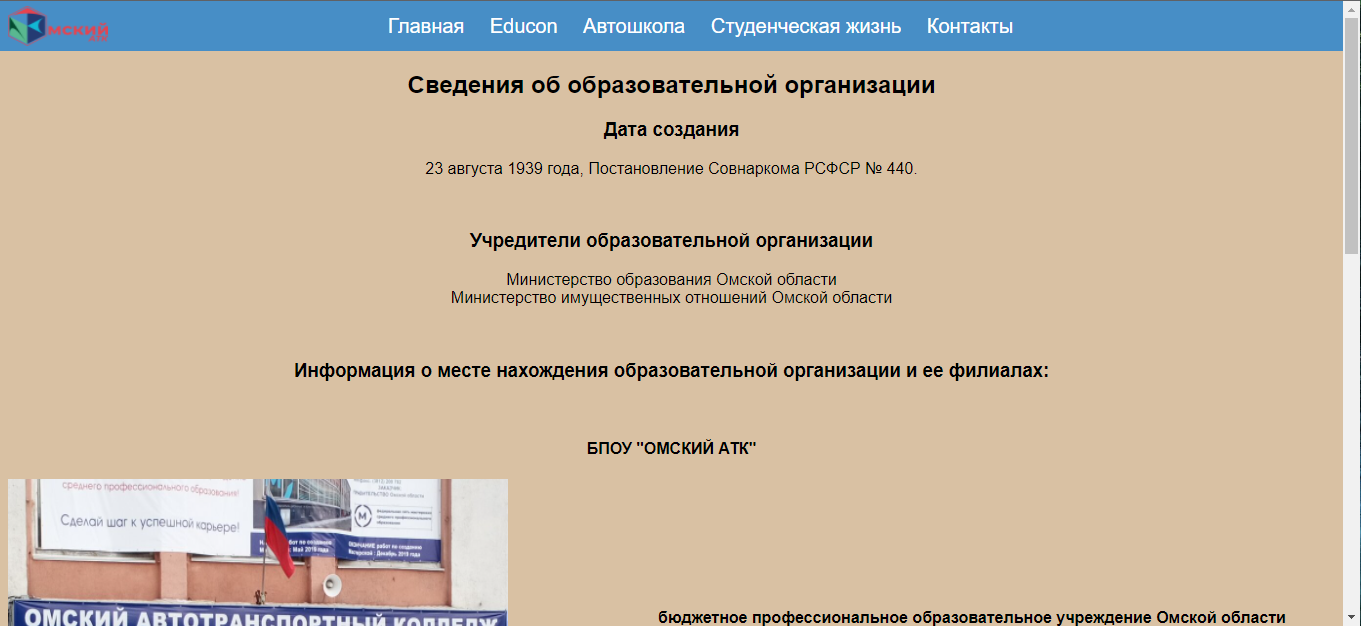 Омский
АТК
Главная Educon Автошкола Студенческая жизнь Контакты
Сведения об образовательной организации
Дата создания
23 августа 1939 года, Постановление Совнаркома РСФСР № 440.
Учредители образовательной организации
Министерство образования Омской области
Министерство имущественных отношений Омской области
Информация о месте нахождения образовательной организации и ее филиалах:
БПОУ "ОМСКИЙ АТК"
среднего профессионального образования!
Сделай шаг к успешной карьере!
ОМСКИЙ АВТОТРАНСПОРТНЫЙ КОЛЛЕДЖ
бюджетное профессиональное образовательное учреждение Омской области